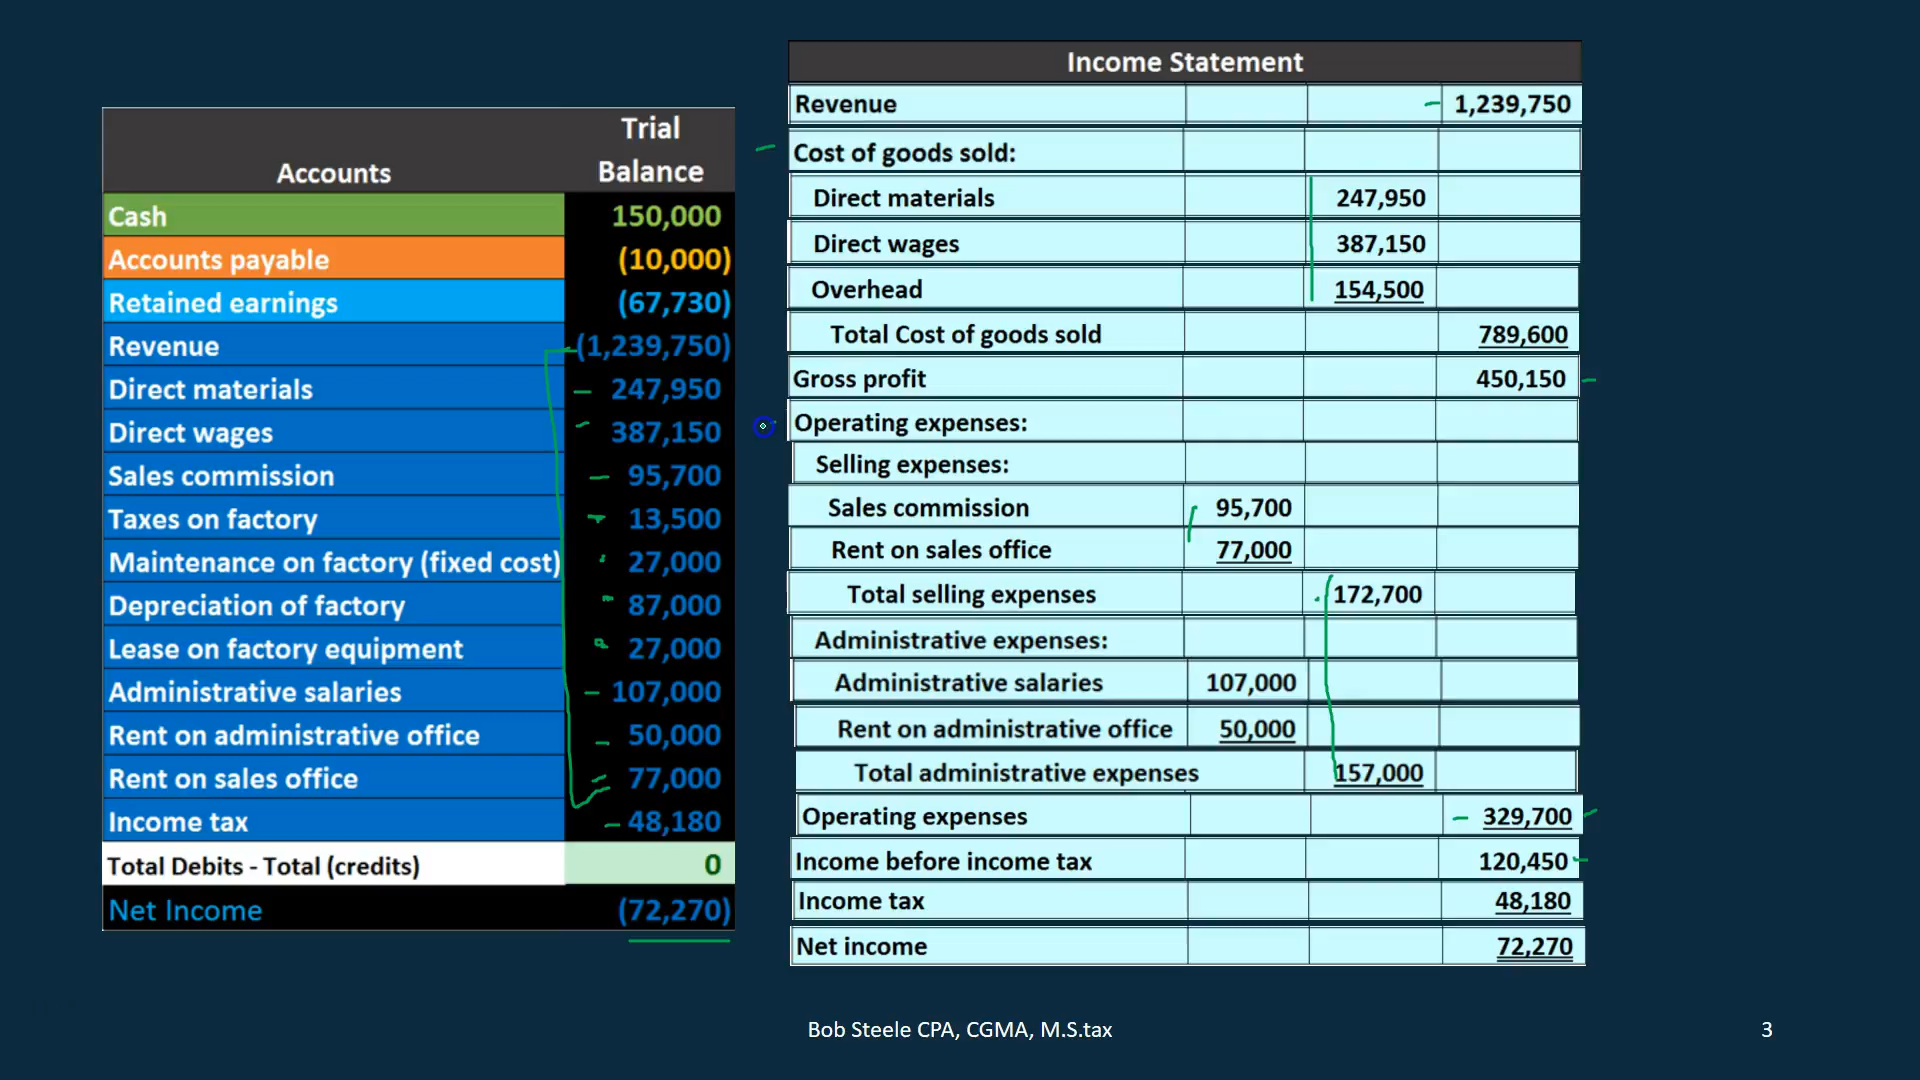 Accounts Trial Balance
Cash 150,000
Accounts payable (10,000)
Retained earnings (67,730)
Revenue (1,239,750)
Direct materials 247,950
Direct wages 387,150
Sales commission 95,700
Taxes on factory 13,500
Maintenance on factory (fixed cost) 27,000
Depreciation of factory 87,000
Lease on factory equipment 27,000
Administrative salaries 107,000
Rent on administrative office 50,000
Rent on sales office 77,000
Income tax 48,180
Total Debits - Total (credits) 0
Net Income (72,270)
Income Statement
Revenue 1,239,750
Cost of goods sold:
Direct materials 247,950
Direct wages 387,150
Overhead 154,500
Total Cost of goods sold 789,600
Gross profit 450,150
Operating expenses:
Selling expenses:
Sales commission 95,700
Rent on sales office 77,000
Total selling expenses 172,700
Administrative expenses:
Administrative salaries 107,000
Rent on administrative office 50,000
Total administrative expenses 157,000
Operating expenses 329,700
Income before income tax 120,450
Income tax 48,180
Net income 72,270
Bob Steele CPA, CGMA, M.S.tax
3